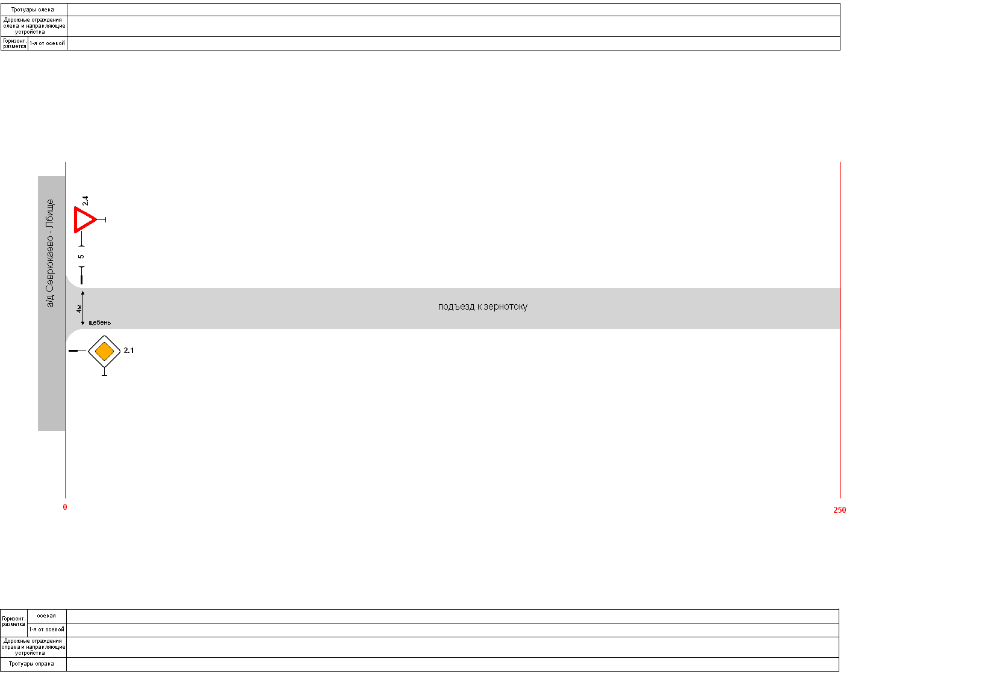 Тротуары слева
Дорожные ограждения
слева и направляющие
устройства
Горизонт.
разметка
1-я от осевой
2.4
а/д Севрюкаево - Лбище
5
4м
подъезд к зернотоку
щебень
2.1
0
250
Горизонт.
разметка
осевая
1-я от осевой
Дорожные ограждения
справа и направляющие
устройства
Тротуары справа